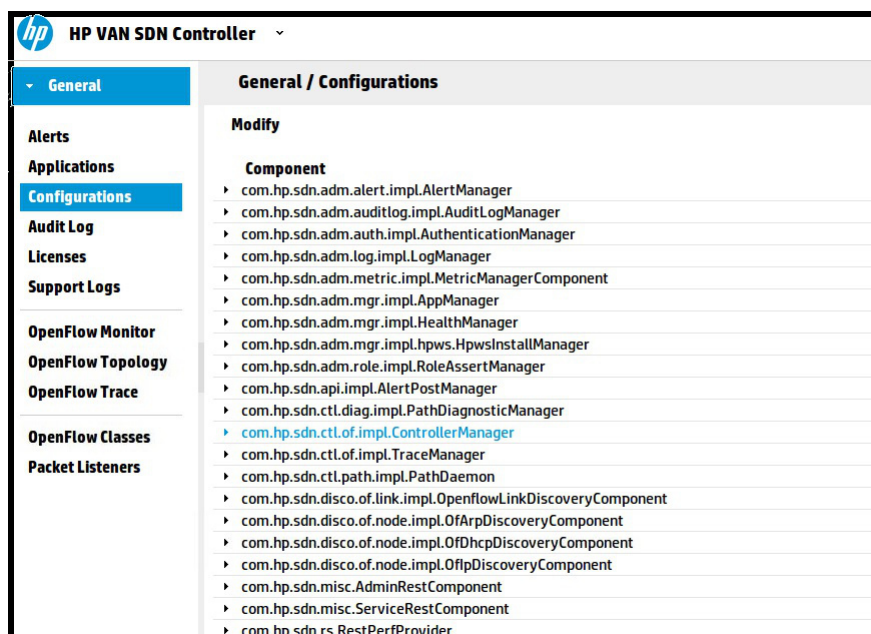 hp
HP VAN SDN Controller
General
Alerts
Applications
Configurations
Audit Log
Licenses
Support Logs
OpenFlow Monitor
OpenFlow Topology
OpenFlow Trace
OpenFlow Classes
Packet Listeners
General / Configurations
Modify
Component
com.hp.sdn.adm.alert.impl.AlertManager
com.hp.sdn.adm.auditlog.impl.AuditLogManager
com.hp.sdn.adm.auth.impl.AuthenticationManager
com.hp.sdn.adm.log.impl.LogManager
com.hp.sdn.adm.metric.impl.MetricManagerComponent
com.hp.sdn.adm.mgr.impl.AppManager
com.hp.sdn.adm.mgr.impl.HealthManager
com.hp.sdn.adm.mgr.impl.hpws.HpwsInstallManager
com.hp.sdn.adm.role.impl.RoleAssertManager
com.hp.sdn.api.impl.AlertPostManager
com.hp.sdn.ctl.diag.impl.PathDiagnosticManager
com.hp.sdn.ctl.of.impl.ControllerManager
com.hp.sdn.ctl.of.impl.TraceManager
com.hp.sdn.ctl.path.impl.PathDaemon
com.hp.sdn.disco.of.link.impl.OpenflowLinkDiscoveryComponent
com.hp.sdn.disco.of.node.impl.OfArpDiscoveryComponent
com.hp.sdn.disco.of.node.impl.OfDhcpDiscoveryComponent
com.hp.sdn.disco.of.node.impl.OfIpDiscoveryComponent
com.hp.sdn.misc.AdminRestComponent
com.hp.sdn.misc.ServiceRestComponent
com.hp.sdn.rs.RestPerfProvider